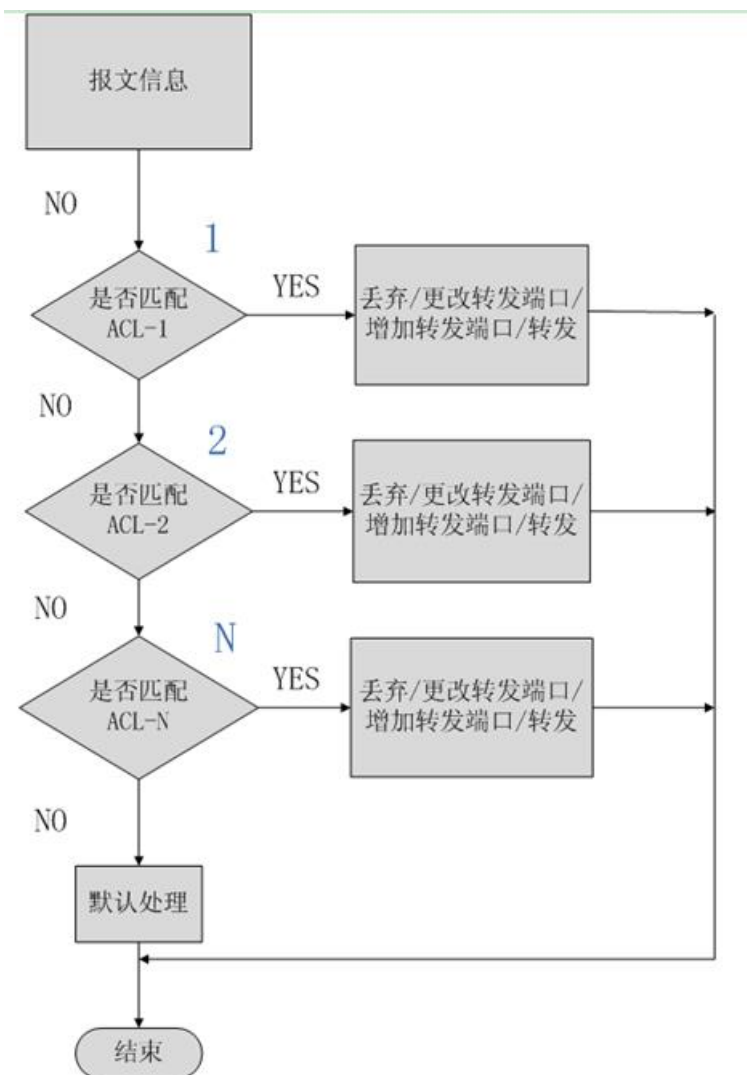 报文信息
NO
1
是否匹配
ACL-1
YES
丢弃/更改转发端口/
增加转发端口/转发
NO
2
是否匹配
ACL-2
YES
丢弃/更改转发端口/
增加转发端口/转发
NO
N
是否匹配
ACL-N
YES
丢弃/更改转发端口/
增加转发端口/转发
NO
默认处理
结束